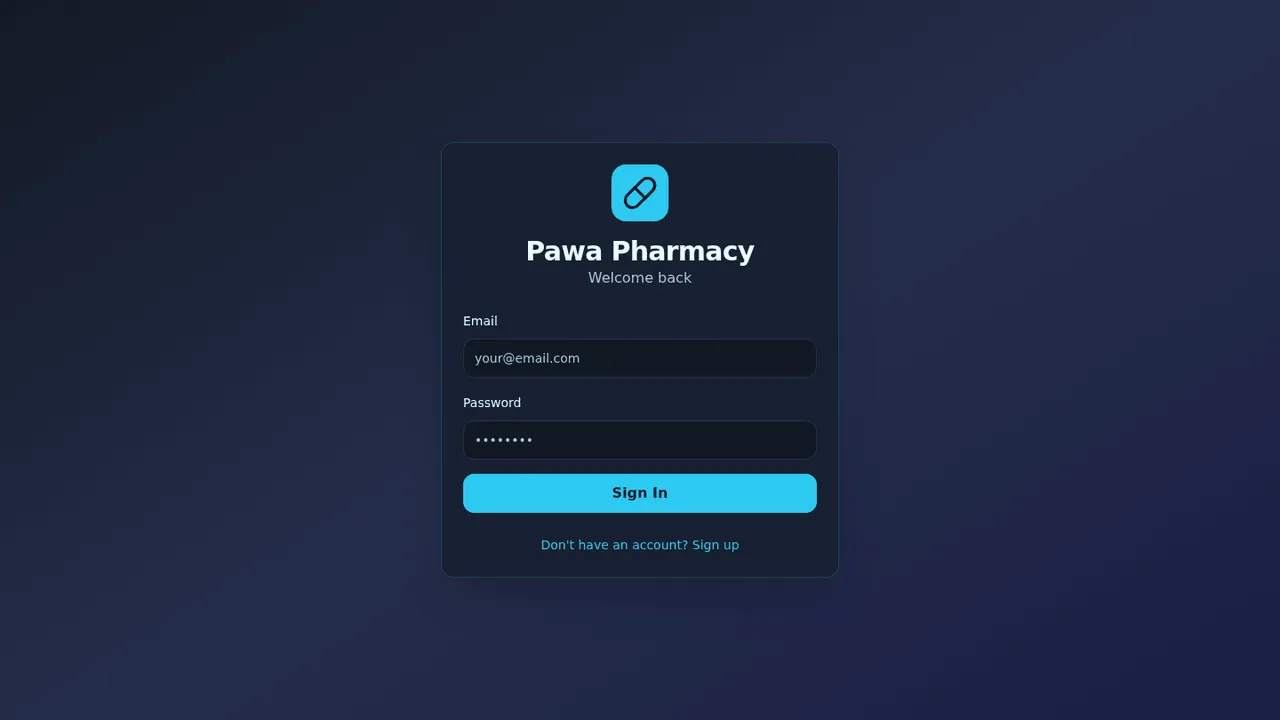 Pawa Pharmacy
Welcome back
Email
your@email.com
Password
••••••••
Sign In
Don't have an account? Sign up